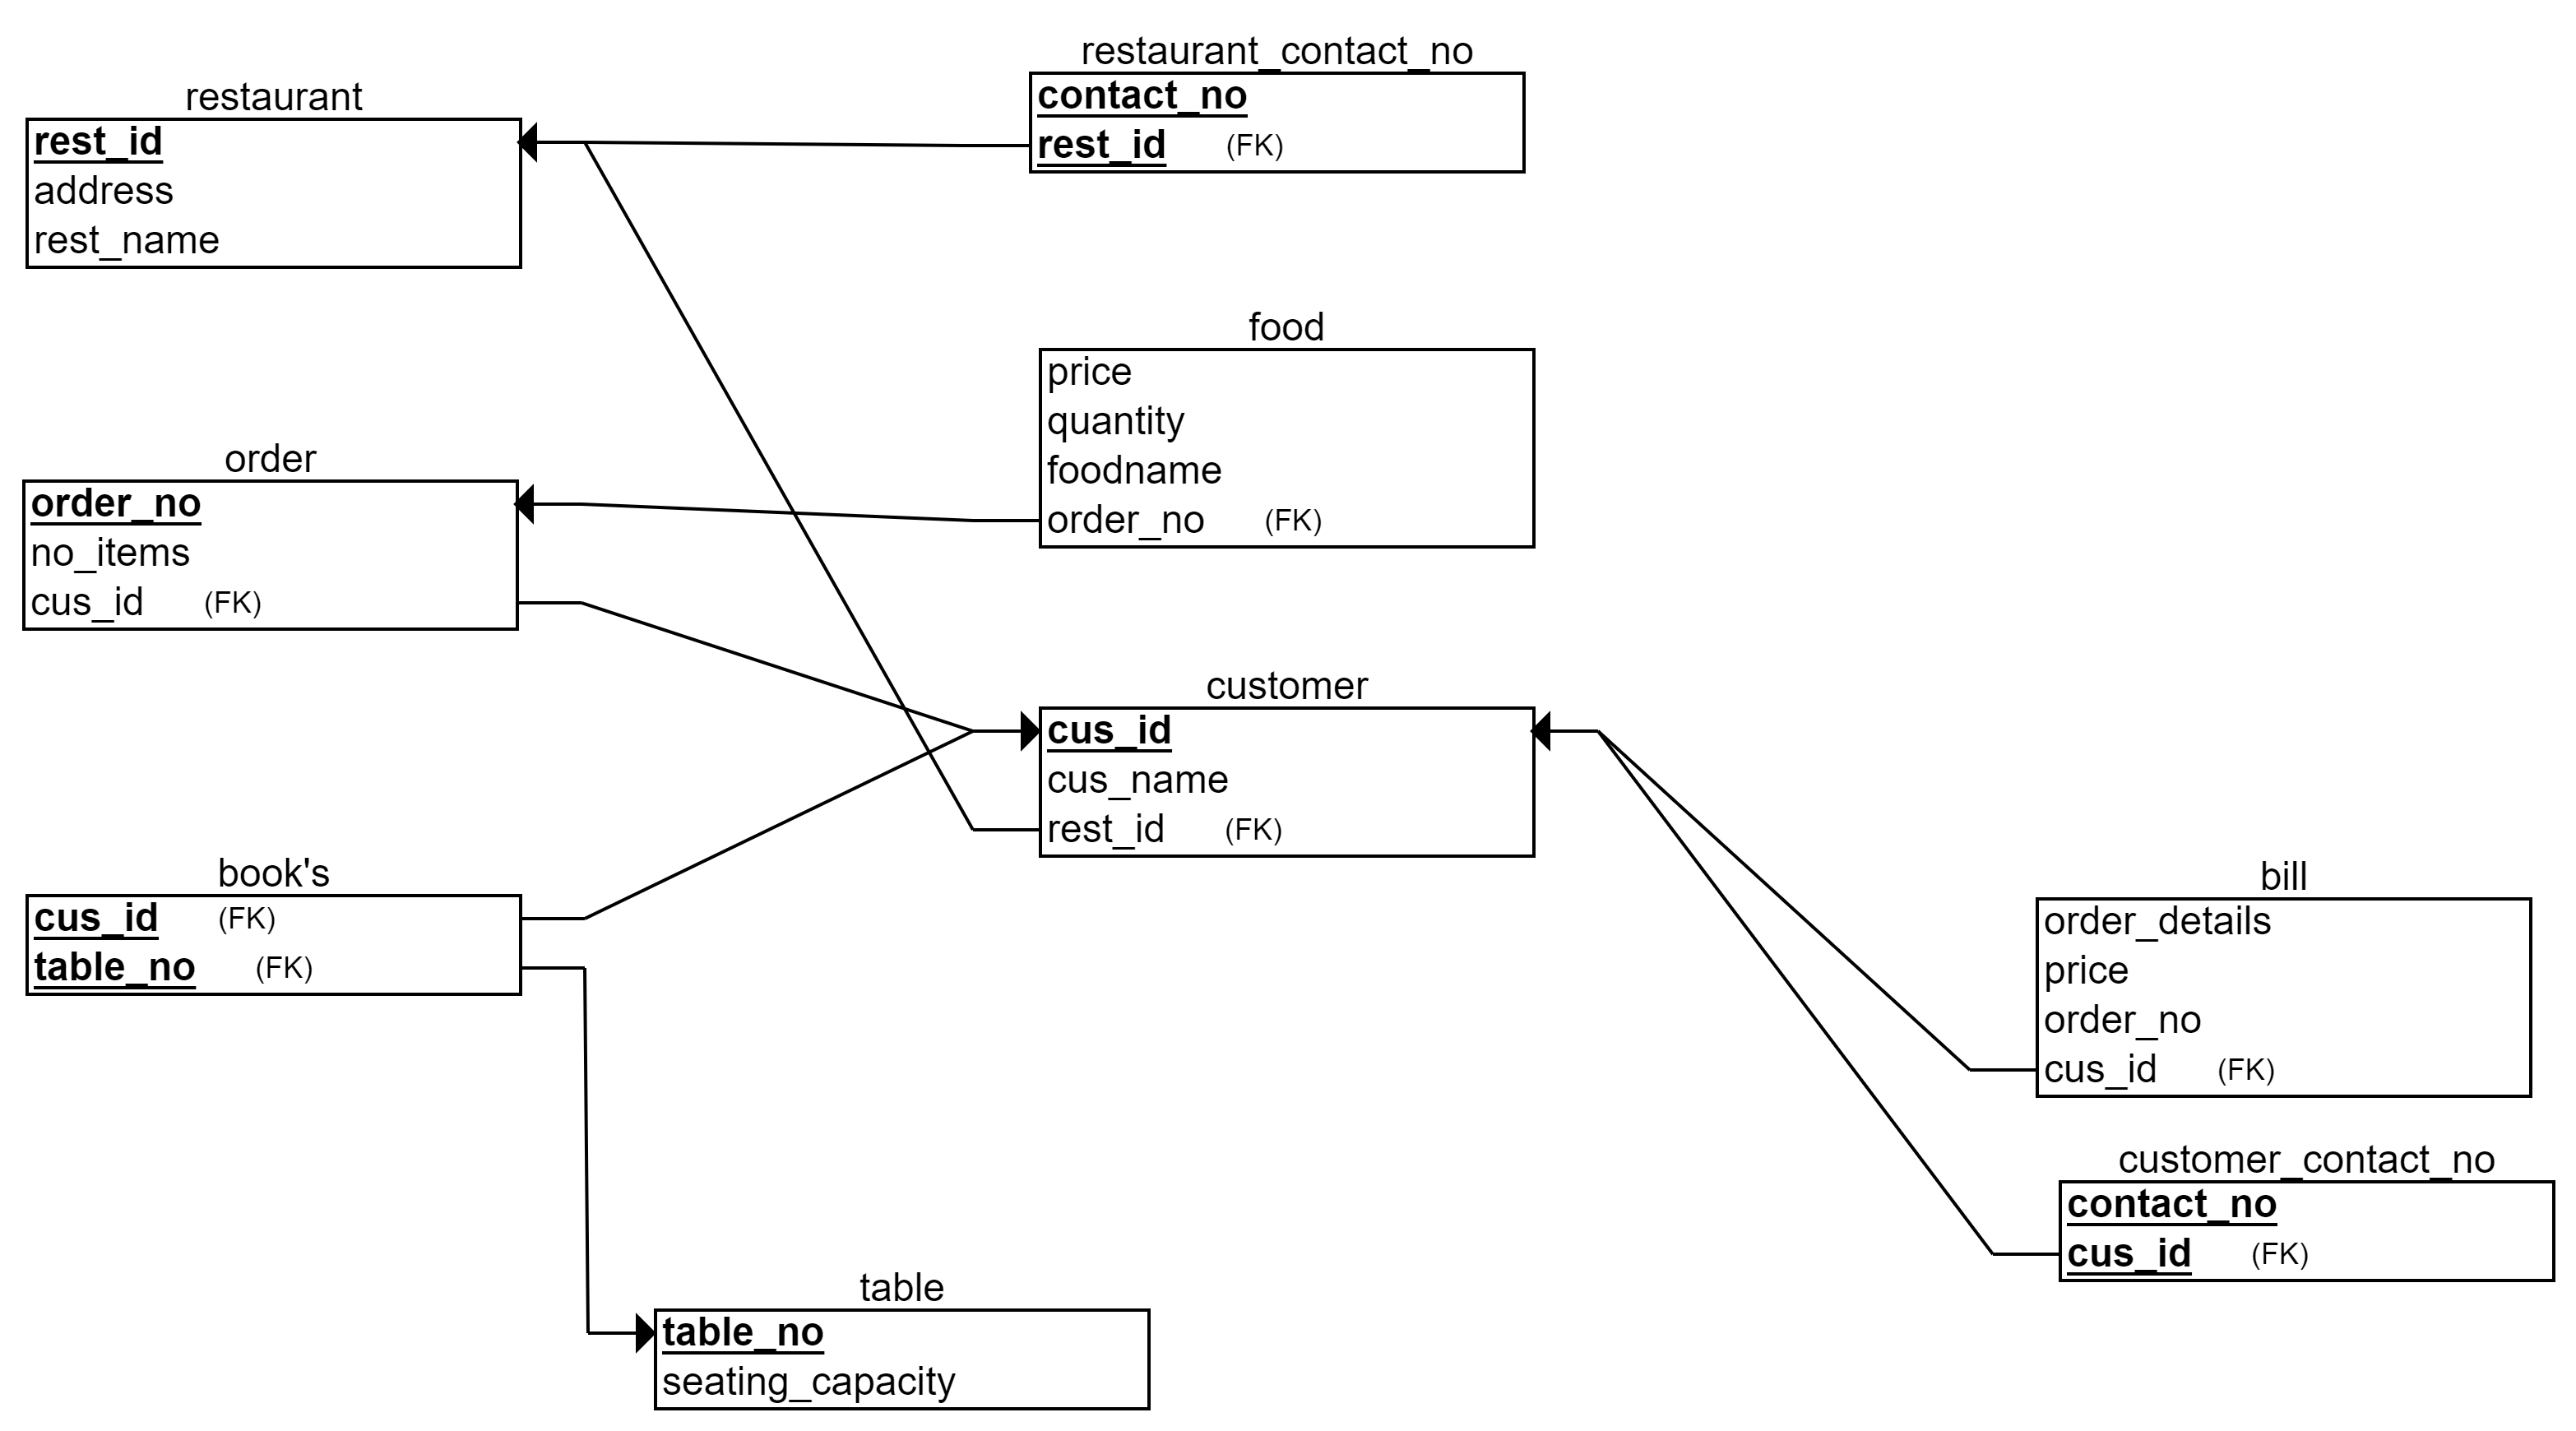 restaurant
rest_id
address
rest_name
restaurant_contact_no
contact_no
rest_id (FK)
food
price
quantity
foodname
order_no (FK)
order
order_no
no_items
cus_id (FK)
customer
cus_id
cus_name
rest_id (FK)
book's
cus_id (FK)
table_no (FK)
bill
order_details
price
order_no
cus_id (FK)
customer_contact_no
contact_no
cus_id (FK)
table
table_no
seating_capacity